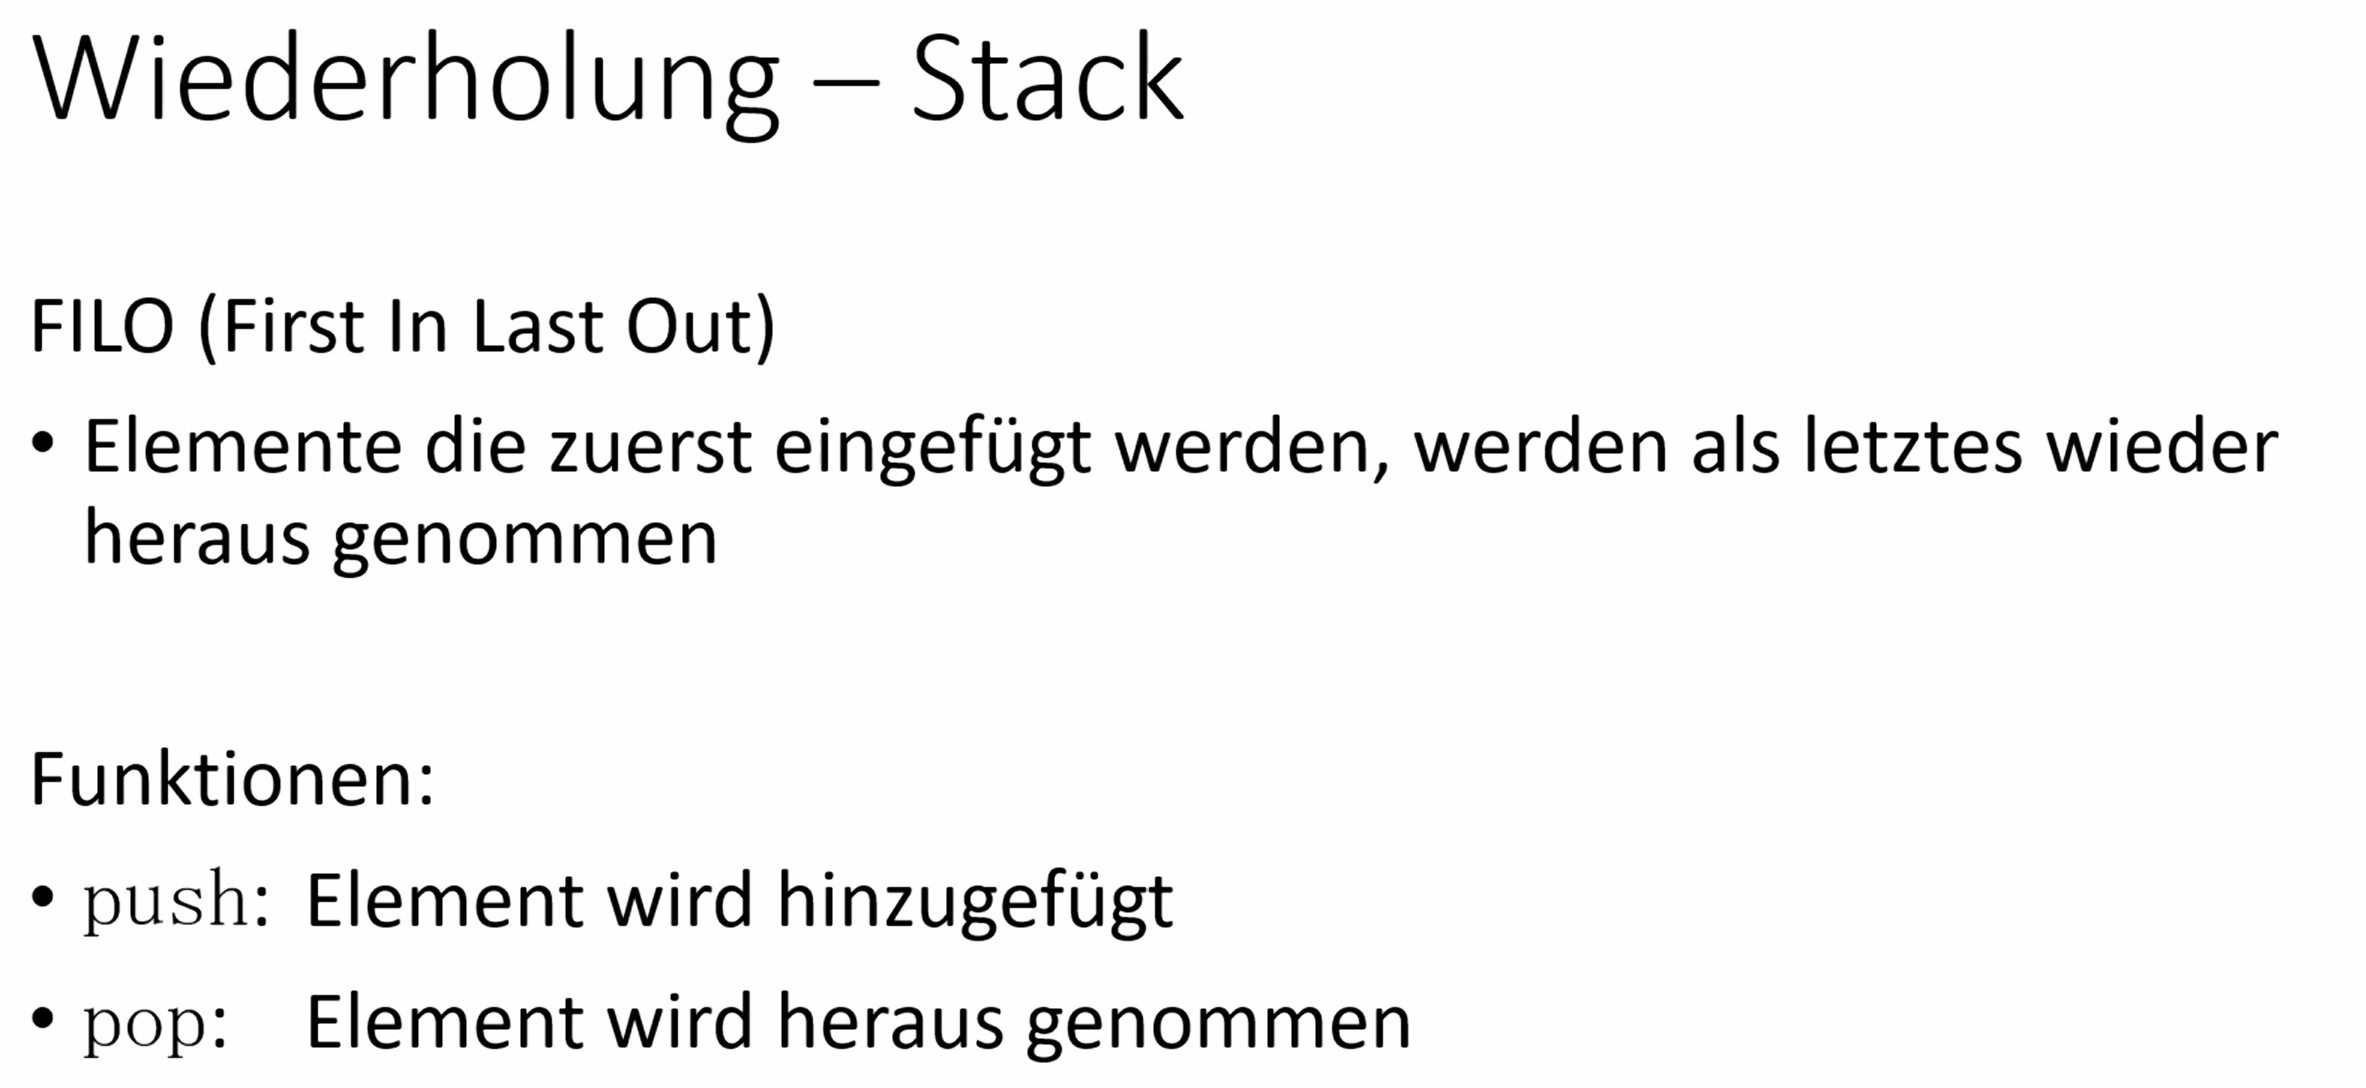 Wiederholung – Stack
FILO (First In Last Out)
• Elemente die zuerst eingefügt werden, werden als letztes wieder
heraus genommen
Funktionen:
• push: Element wird hinzugefügt
• pop: Element wird heraus genommen